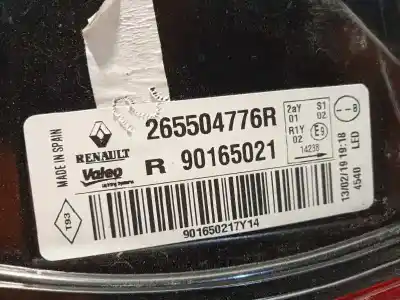 MADE IN SPAIN
RENAULT
265504776R
Valeo
R 90165021
2aY S1
01 02
R1Y E9
02
14238
B
LED
13/02/19 19:18
4540
T93
901650217Y14